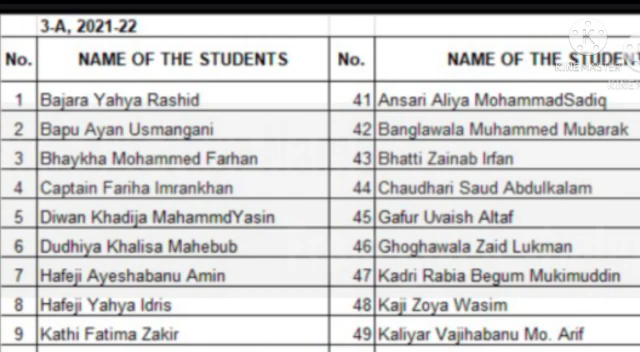 3-A, 2021-22
No. NAME OF THE STUDENTS No. NAME OF THE STUDEN
1 Bajara Yahya Rashid 41 Ansari Aliya MohammadSadiq
2 Bapu Ayan Usmangani 42 Banglawala Muhammed Mubarak
3 Bhaykha Mohammed Farhan 43 Bhatti Zainab Irfan
4 Captain Fariha Imrankhan 44 Chaudhari Saud Abdulkalam
5 Diwan Khadija MahammdYasin 45 Gafur Uvaish Altaf
6 Dudhiya Khalisa Mahebub 46 Ghoghawala Zaid Lukman
7 Hafeji Ayeshabanu Amin 47 Kadri Rabia Begum Mukimuddin
8 Hafeji Yahya Idris 48 Kaji Zoya Wasim
9 Kathi Fatima Zakir 49 Kaliyar Vajihabanu Mo. Arif